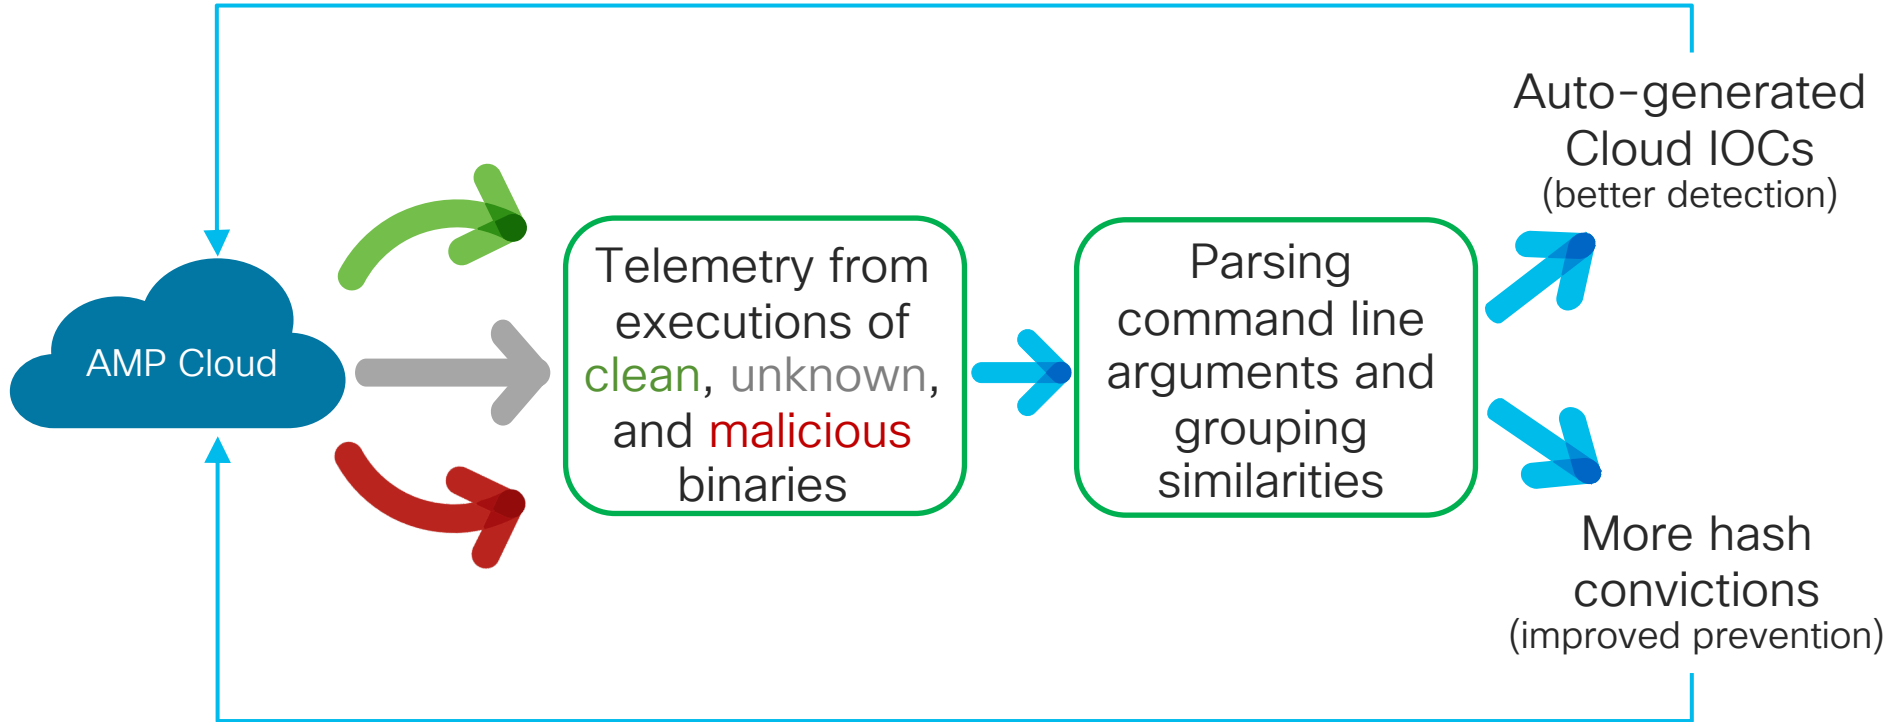 AMP Cloud
Telemetry from
executions of
clean, unknown,
and malicious
binaries
Parsing
command line
arguments and
grouping
similarities
Auto-generated
Cloud IOCs
(better detection)
More hash
convictions
(improved prevention)